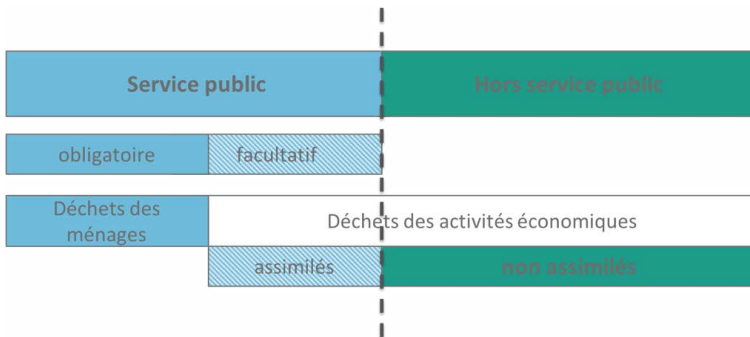 Service public
Hors service public
obligatoire
facultatif
Déchets des
ménages
Déchets des activités économiques
assimilés
non assimilés